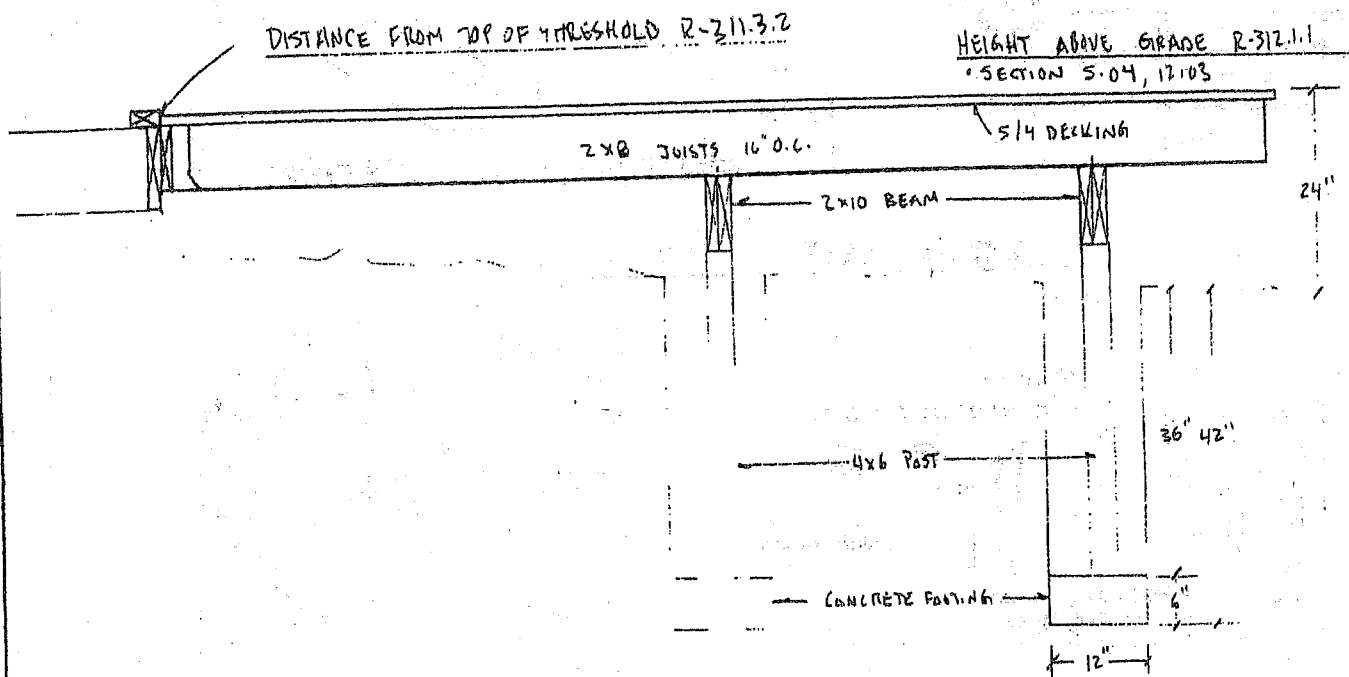 DISTANCE FROM TOP OF THRESHOLD R-311.3.2
HEIGHT ABOVE GRADE R-312.1.1
• SECTION 5.04, 12.03
5/4 DECKING
2x8 JOISTS 16" O.C.
24"
2x10 BEAM
36" 42"
4x6 POST
CONCRETE FOOTING
6"
12"